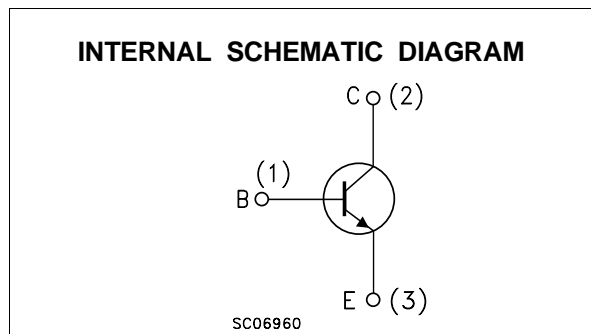 INTERNAL SCHEMATIC DIAGRAM
C (2)
(1)
B
E (3)
SC06960